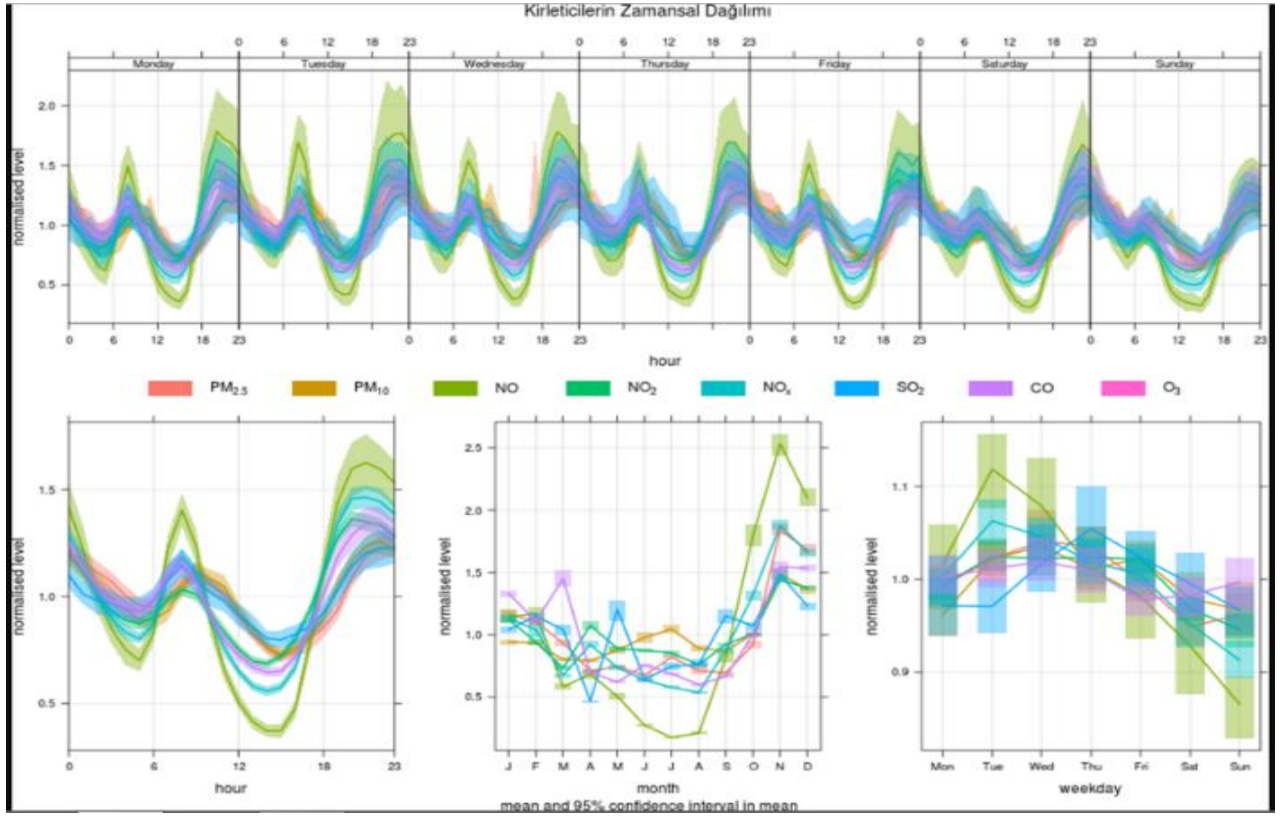 Kirleticilerin Zamansal Dağılımı
0 6 12 18 23
0 6 12 18 23
0 6 12 18 23
Monday Tuesday Wednesday Thursday Friday Saturday Sunday
normalised level
2.0
1.5
1.0
0.5
0 6 12 18 23
0 6 12 18 23
0 6 12 18 23
0 6 12 18 23
hour
PM2.5 PM10 NO NO2 NOx SO2 CO O3
normalised level
1.5
1.0
0.5
0 6 12 18 23
hour
normalised level
2.5
2.0
1.5
1.0
0.5
J F M A M J J A S O N D
month
normalised level
1.1
1.0
0.9
Mon Tue Wed Thu Fri Sat Sun
weekday
mean and 95% confidence interval in mean